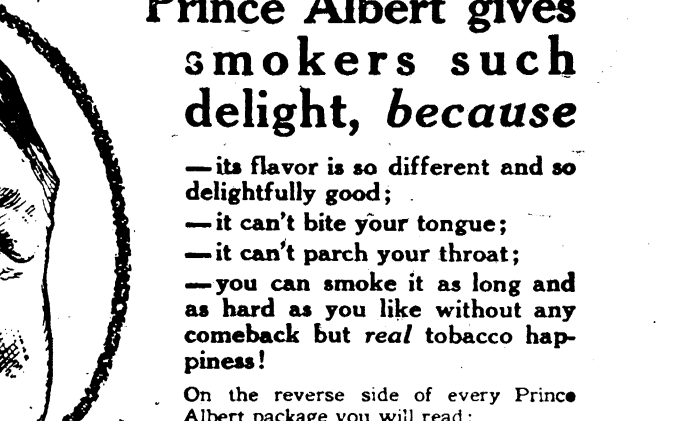 Prince Albert gives
smokers such
delight, because
—its flavor is so different and so
delightfully good;
—it can't bite your tongue;
—it can't parch your throat;
—you can smoke it as long and
as hard as you like without any
comeback but real tobacco hap-
piness!
On the reverse side of every Prince
Albert package you will read: